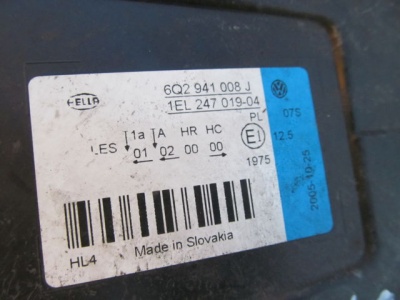 HELLA
6Q2 941 008 J
1EL 247 019-04
PL 07S
1a A HR HC
LES 01 02 00 00
E1 12.5
1975
2005-10-25
HL4 Made in Slovakia